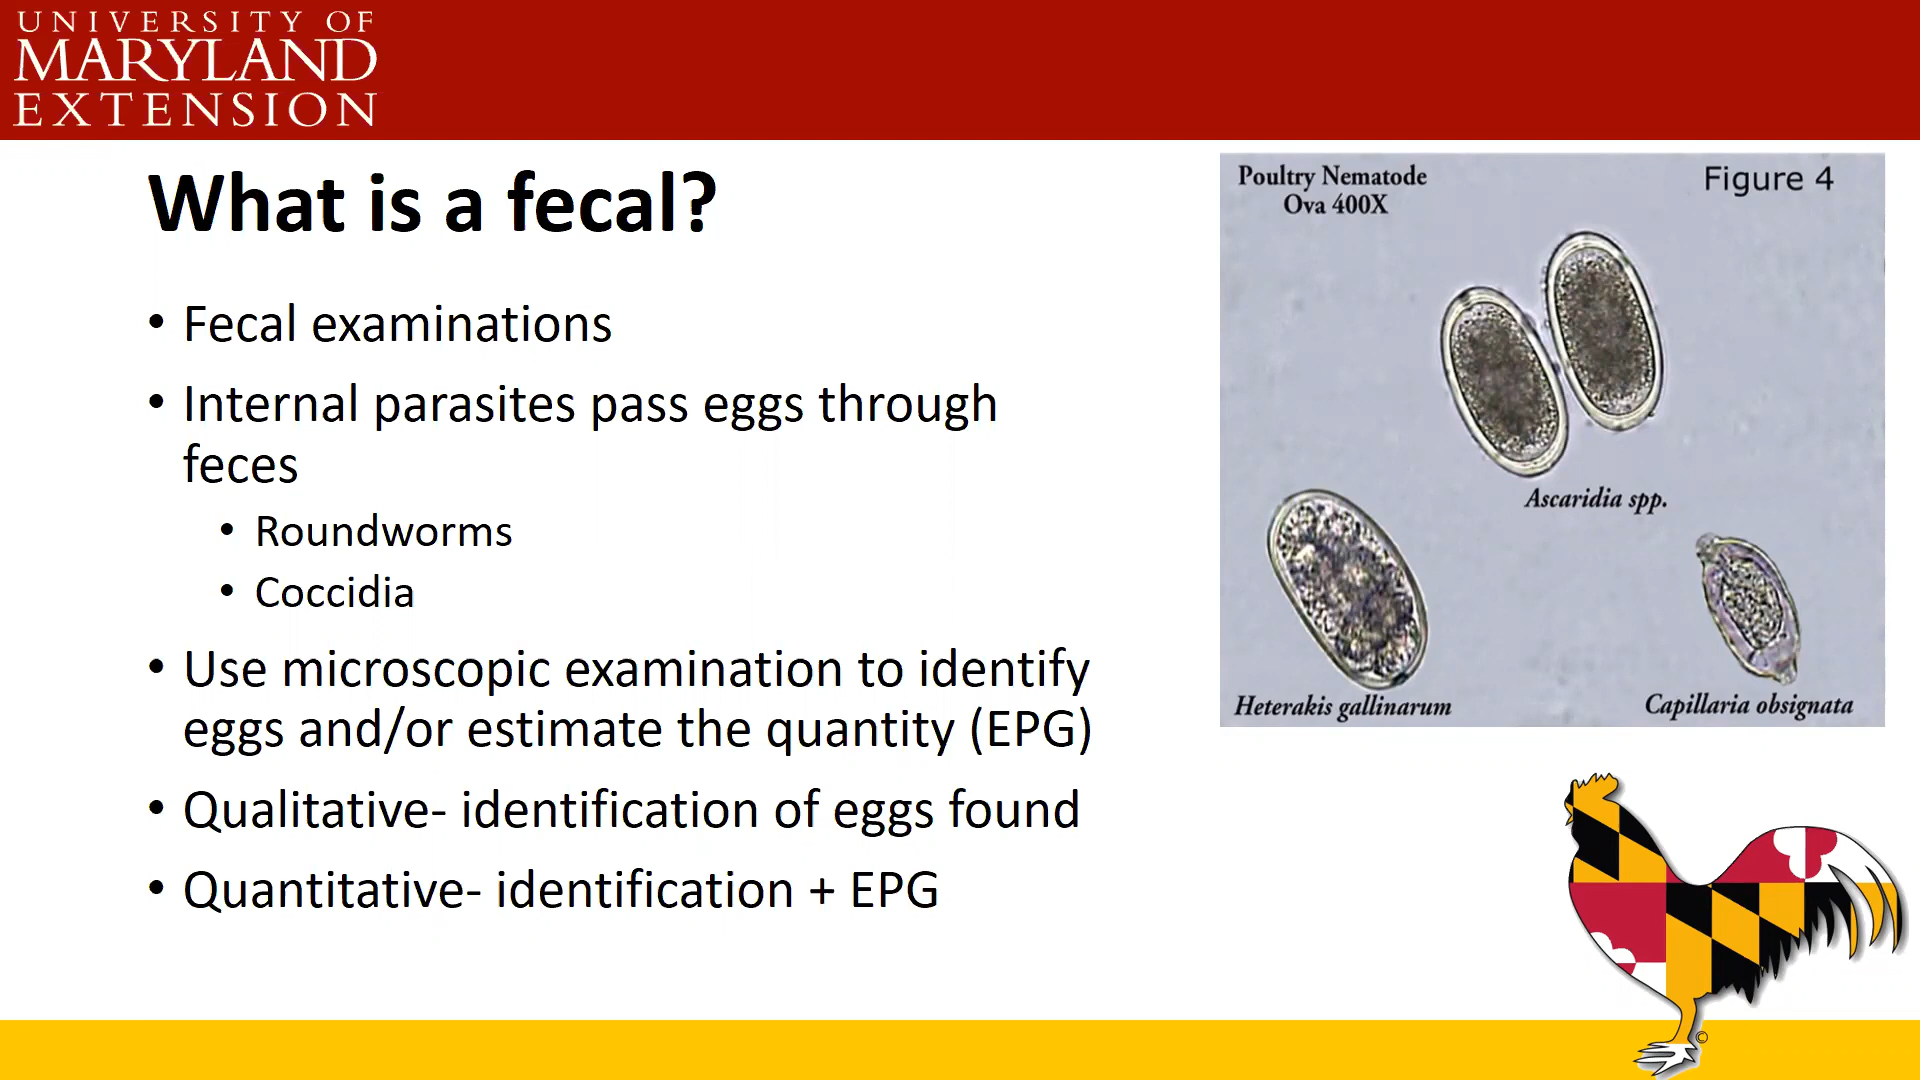 UNIVERSITY OF
MARYLAND
EXTENSION
What is a fecal?
• Fecal examinations
• Internal parasites pass eggs through
feces
• Roundworms
• Coccidia
• Use microscopic examination to identify
eggs and/or estimate the quantity (EPG)
• Qualitative- identification of eggs found
• Quantitative- identification + EPG
Poultry Nematode
Ova 400X
Figure 4
Ascaridia spp.
Heterakis gallinarum
Capillaria obsignata
©